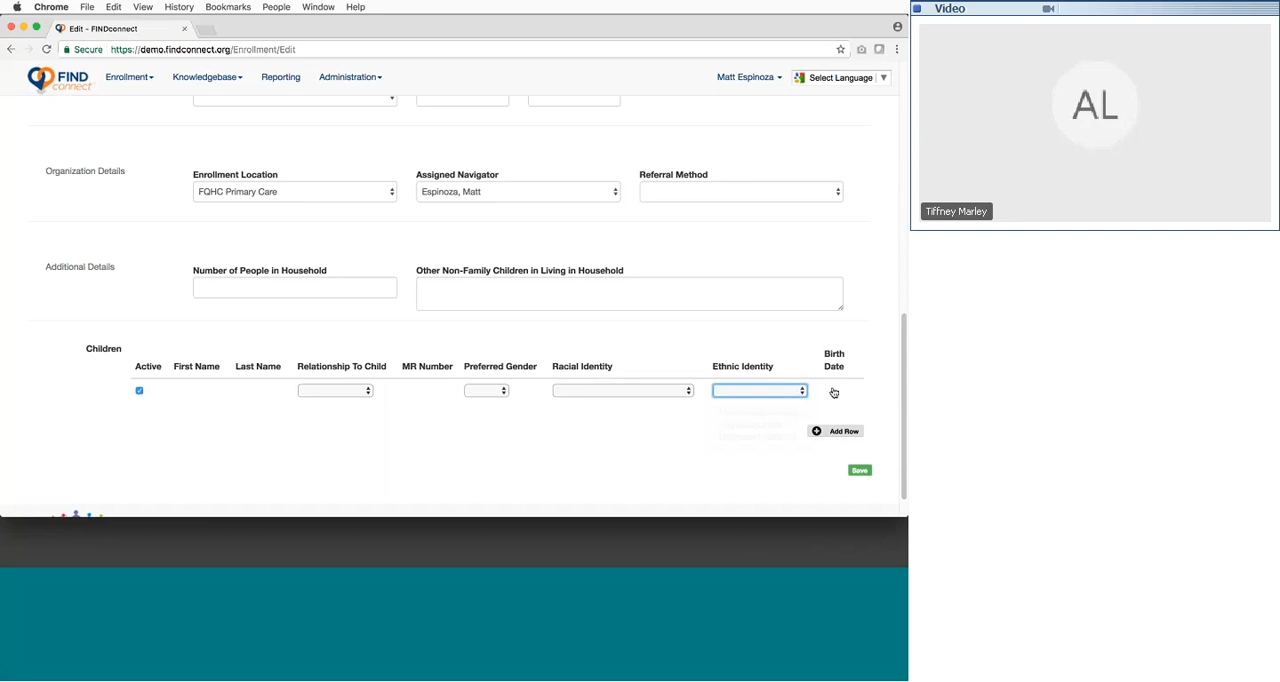 Chrome File Edit View History Bookmarks People Window Help
Video
Edit - FINDconnect
Secure https://demo.findconnect.org/Enrollment/Edit
FIND connect
Enrollment Knowledgebase Reporting Administration Matt Espinoza Select Language
AL
Tiffney Marley
Organization Details
Enrollment Location Assigned Navigator Referral Method
FQHC Primary Care Espinoza, Matt
Additional Details
Number of People in Household Other Non-Family Children in Living in Household
Children
Active First Name Last Name Relationship To Child MR Number Preferred Gender Racial Identity Ethnic Identity Birth Date
Add Row
Save